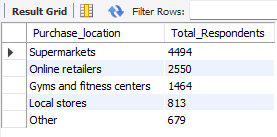 Result Grid Filter Rows:
Purchase_location Total_Respondents
Supermarkets 4494
Online retailers 2550
Gyms and fitness centers 1464
Local stores 813
Other 679